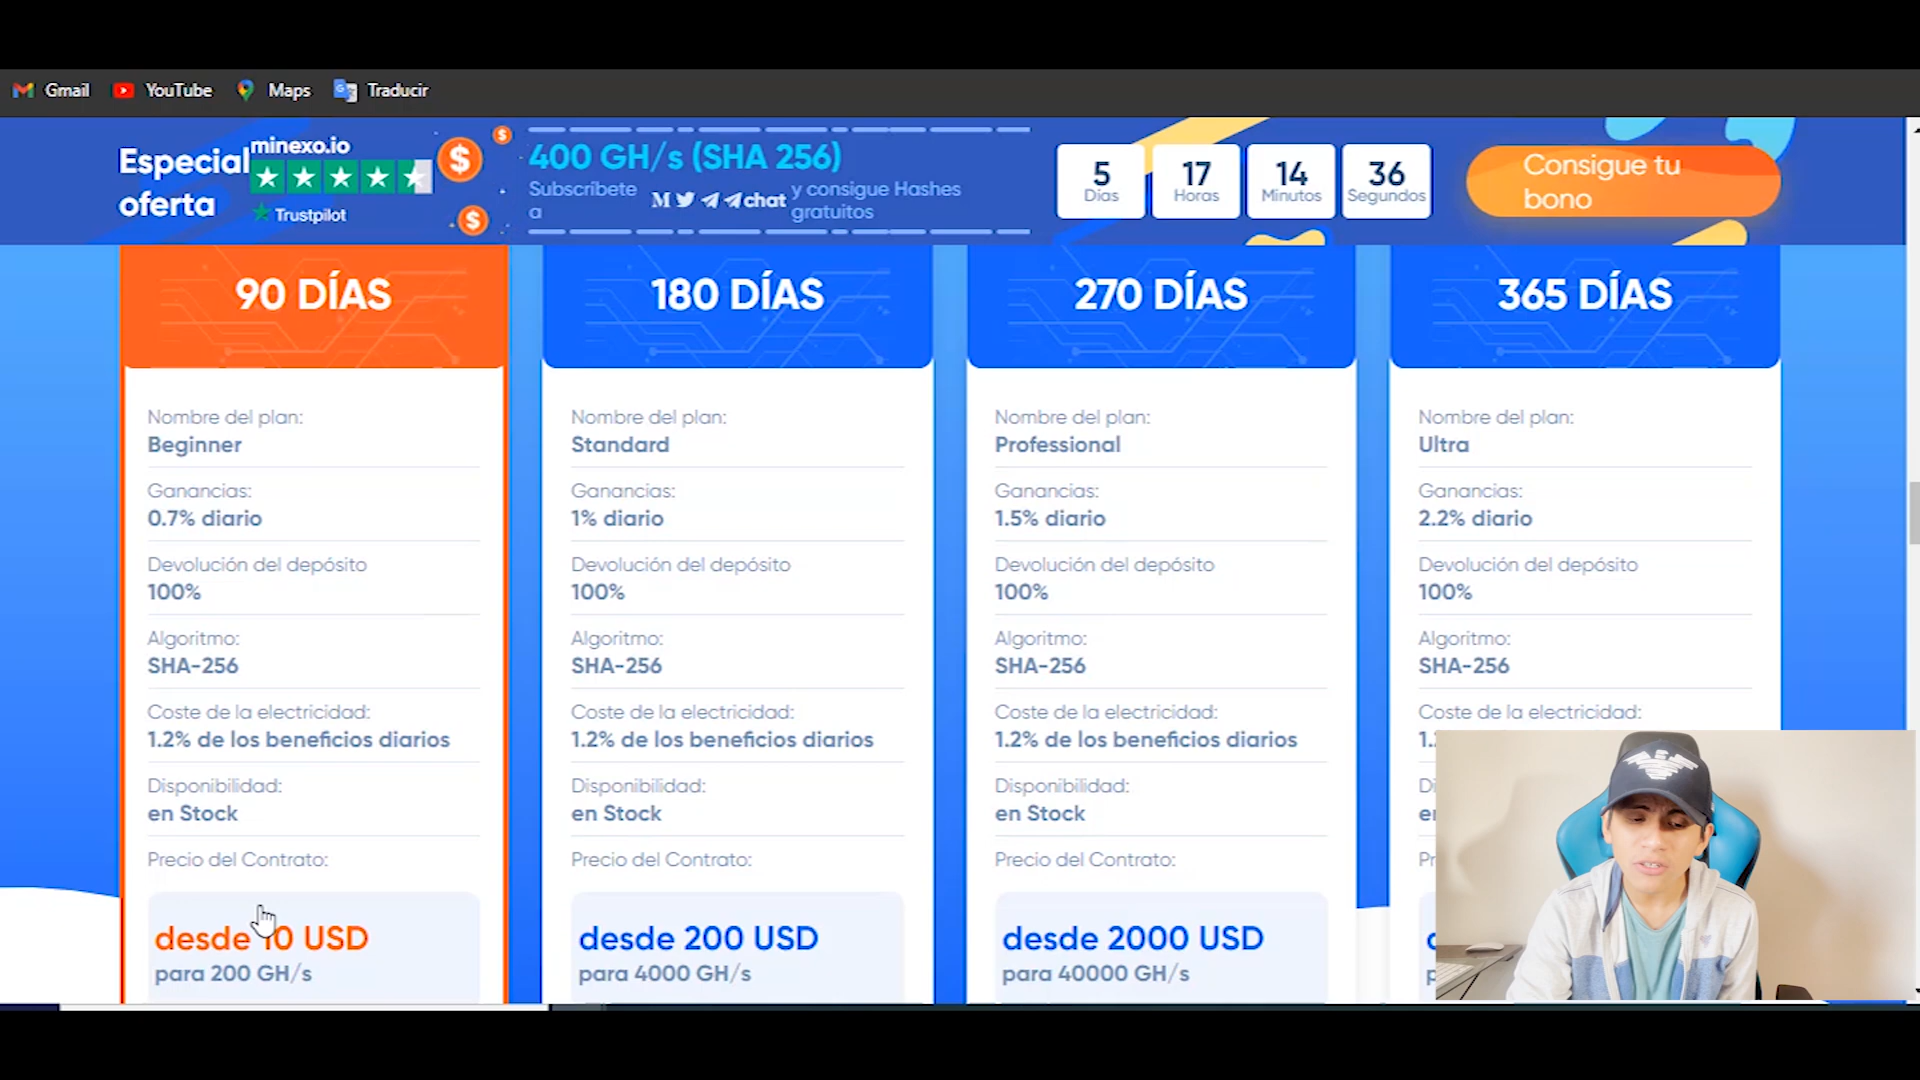 Gmail YouTube Maps Traducir
Especial
oferta
minexo.io
Trustpilot
400 GH/s (SHA 256)
Subscríbete
a
chat
y consigue Hashes
gratuitos
5
Días
17
Horas
14
Minutos
36
Segundos
Consigue tu
bono
90 DÍAS
Nombre del plan:
Beginner
Ganancias:
0.7% diario
Devolución del depósito
100%
Algoritmo:
SHA-256
Coste de la electricidad:
1.2% de los beneficios diarios
Disponibilidad:
en Stock
Precio del Contrato:
desde 10 USD
para 200 GH/s
180 DÍAS
Nombre del plan:
Standard
Ganancias:
1% diario
Devolución del depósito
100%
Algoritmo:
SHA-256
Coste de la electricidad:
1.2% de los beneficios diarios
Disponibilidad:
en Stock
Precio del Contrato:
desde 200 USD
para 4000 GH/s
270 DÍAS
Nombre del plan:
Professional
Ganancias:
1.5% diario
Devolución del depósito
100%
Algoritmo:
SHA-256
Coste de la electricidad:
1.2% de los beneficios diarios
Disponibilidad:
en Stock
Precio del Contrato:
desde 2000 USD
para 40000 GH/s
365 DÍAS
Nombre del plan:
Ultra
Ganancias:
2.2% diario
Devolución del depósito
100%
Algoritmo:
SHA-256
Coste de la electricidad: